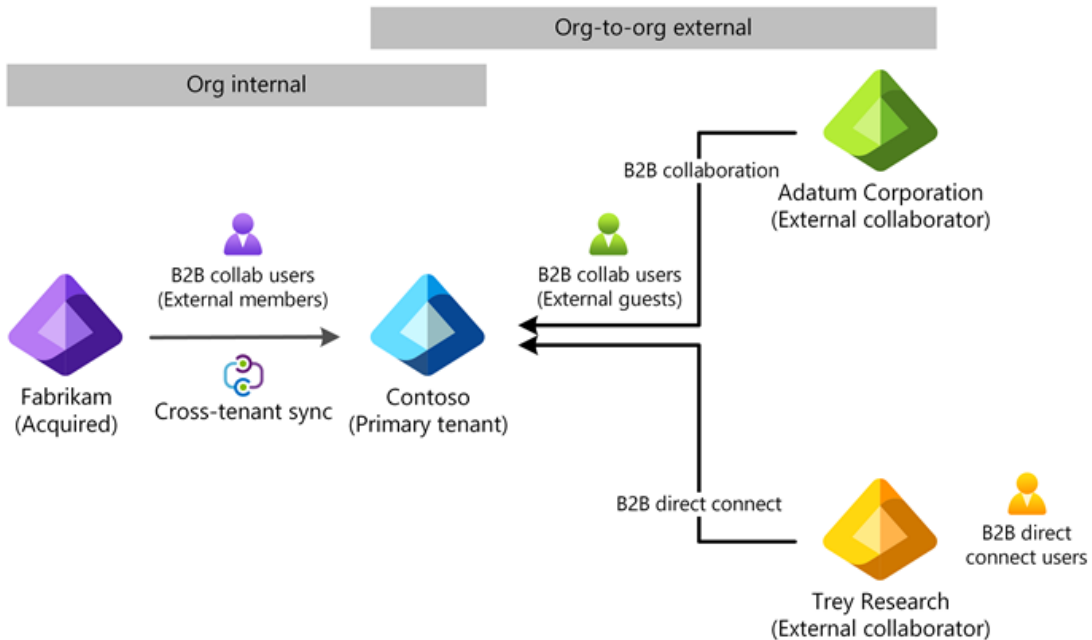 Org-to-org external
Org internal
B2B collaboration
Adatum Corporation
(External collaborator)
B2B collab users
(External members)
B2B collab users
(External guests)
Fabrikam
(Acquired)
Cross-tenant sync
Contoso
(Primary tenant)
B2B direct connect
B2B direct
connect users
Trey Research
(External collaborator)